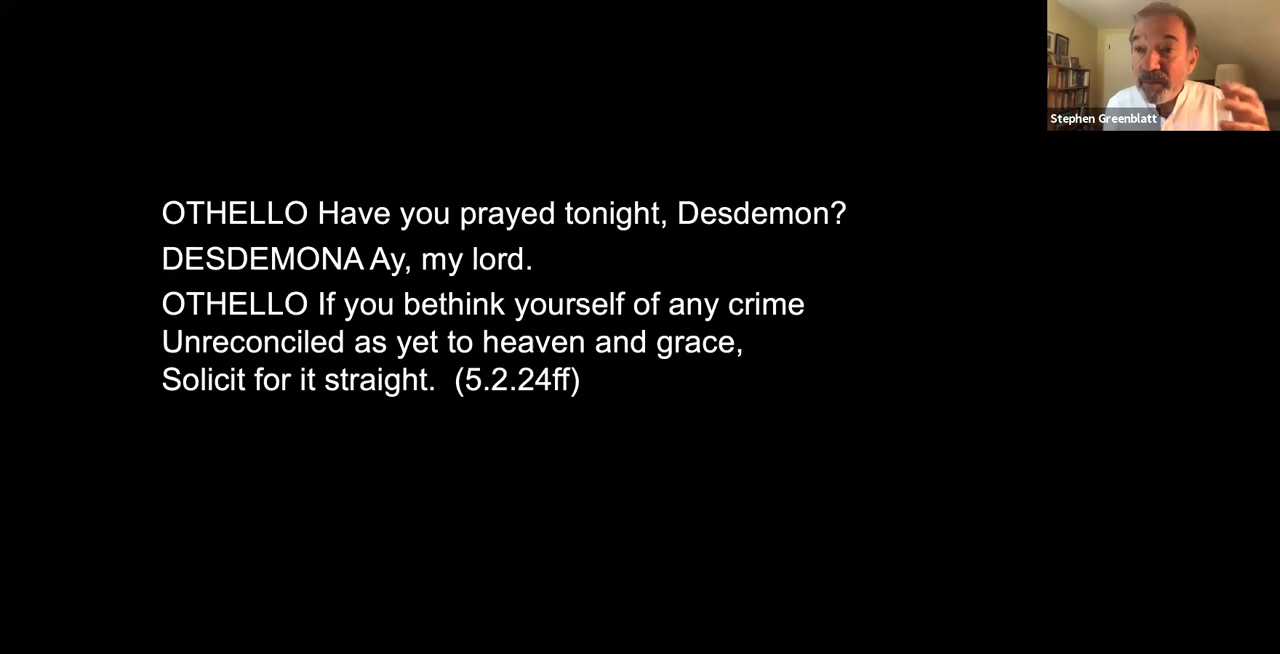 Stephen Greenblatt
OTHELLO Have you prayed tonight, Desdemon?
DESDEMONA Ay, my lord.
OTHELLO If you bethink yourself of any crime
Unreconciled as yet to heaven and grace,
Solicit for it straight. (5.2.24ff)